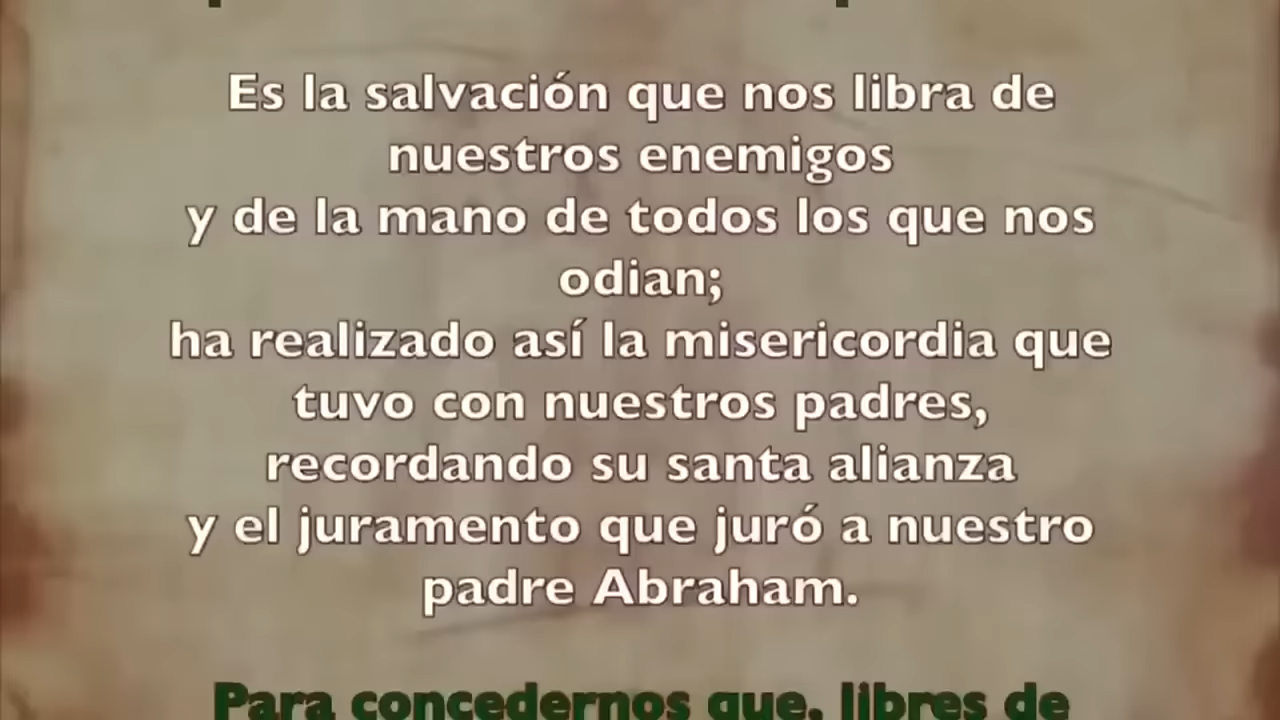 Es la salvación que nos libra de
nuestros enemigos
y de la mano de todos los que nos
odian;
ha realizado así la misericordia que
tuvo con nuestros padres,
recordando su santa alianza
y el juramento que juró a nuestro
padre Abraham.
Para concedernos que, libres de